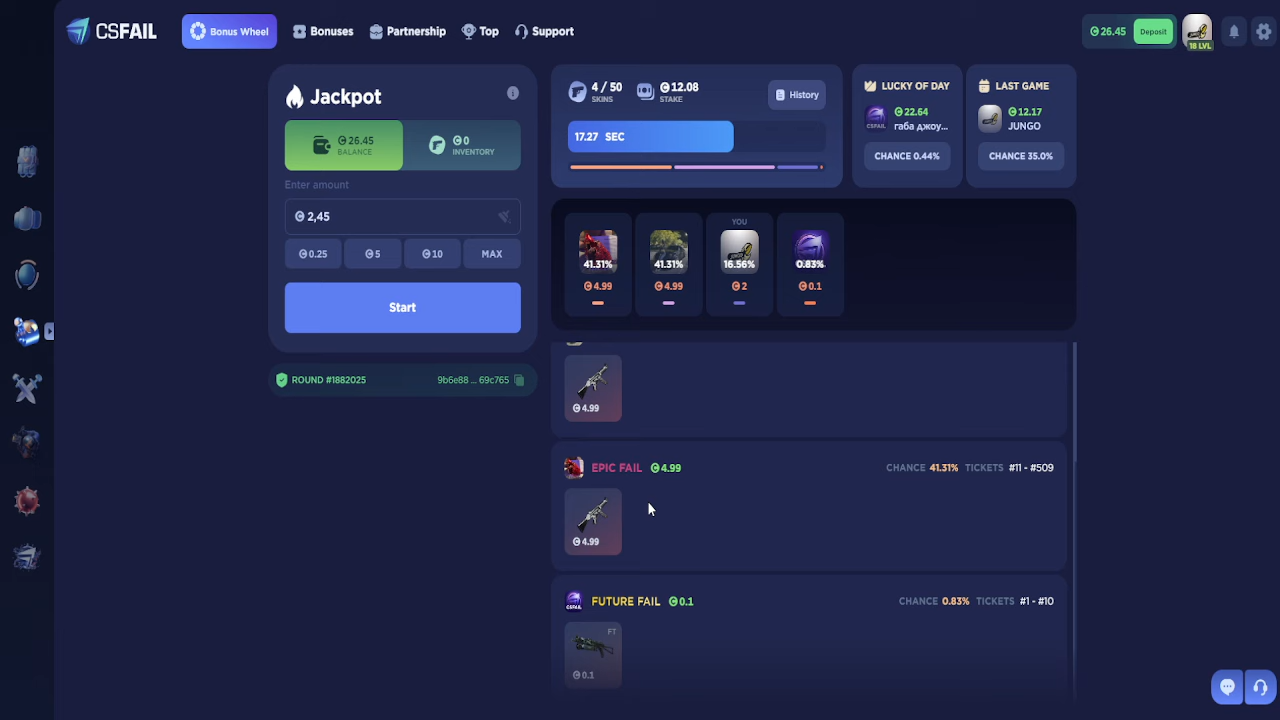 CSFAIL
Bonus Wheel
Bonuses
Partnership
Top
Support
26.45
Deposit
18 LVL
Jackpot
26.45
BALANCE
0
INVENTORY
Enter amount
2,45
0.25
5
10
MAX
Start
ROUND #1882025
9b6e88 ... 69c765
4 / 50
SKINS
12.08
STAKE
History
17.27 SEC
LUCKY OF DAY
22.64
габа джоу...
CHANCE 0.44%
LAST GAME
12.17
JUNGO
CHANCE 35.0%
41.31%
4.99
41.31%
4.99
YOU
16.56%
2
0.83%
0.1
4.99
EPIC FAIL 4.99
CHANCE 41.31% TICKETS #11 - #509
4.99
CSFAIL
FUTURE FAIL 0.1
CHANCE 0.83% TICKETS #1 - #10
FT
0.1